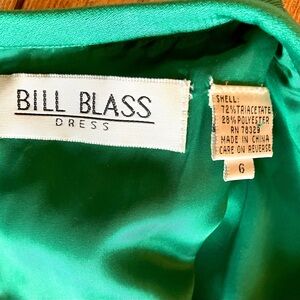 BILL BLASS
DRESS
SHELL:
72% TRIACETATE
28% POLYESTER
RN 78329
MADE IN CHINA
CARE ON REVERSE
6